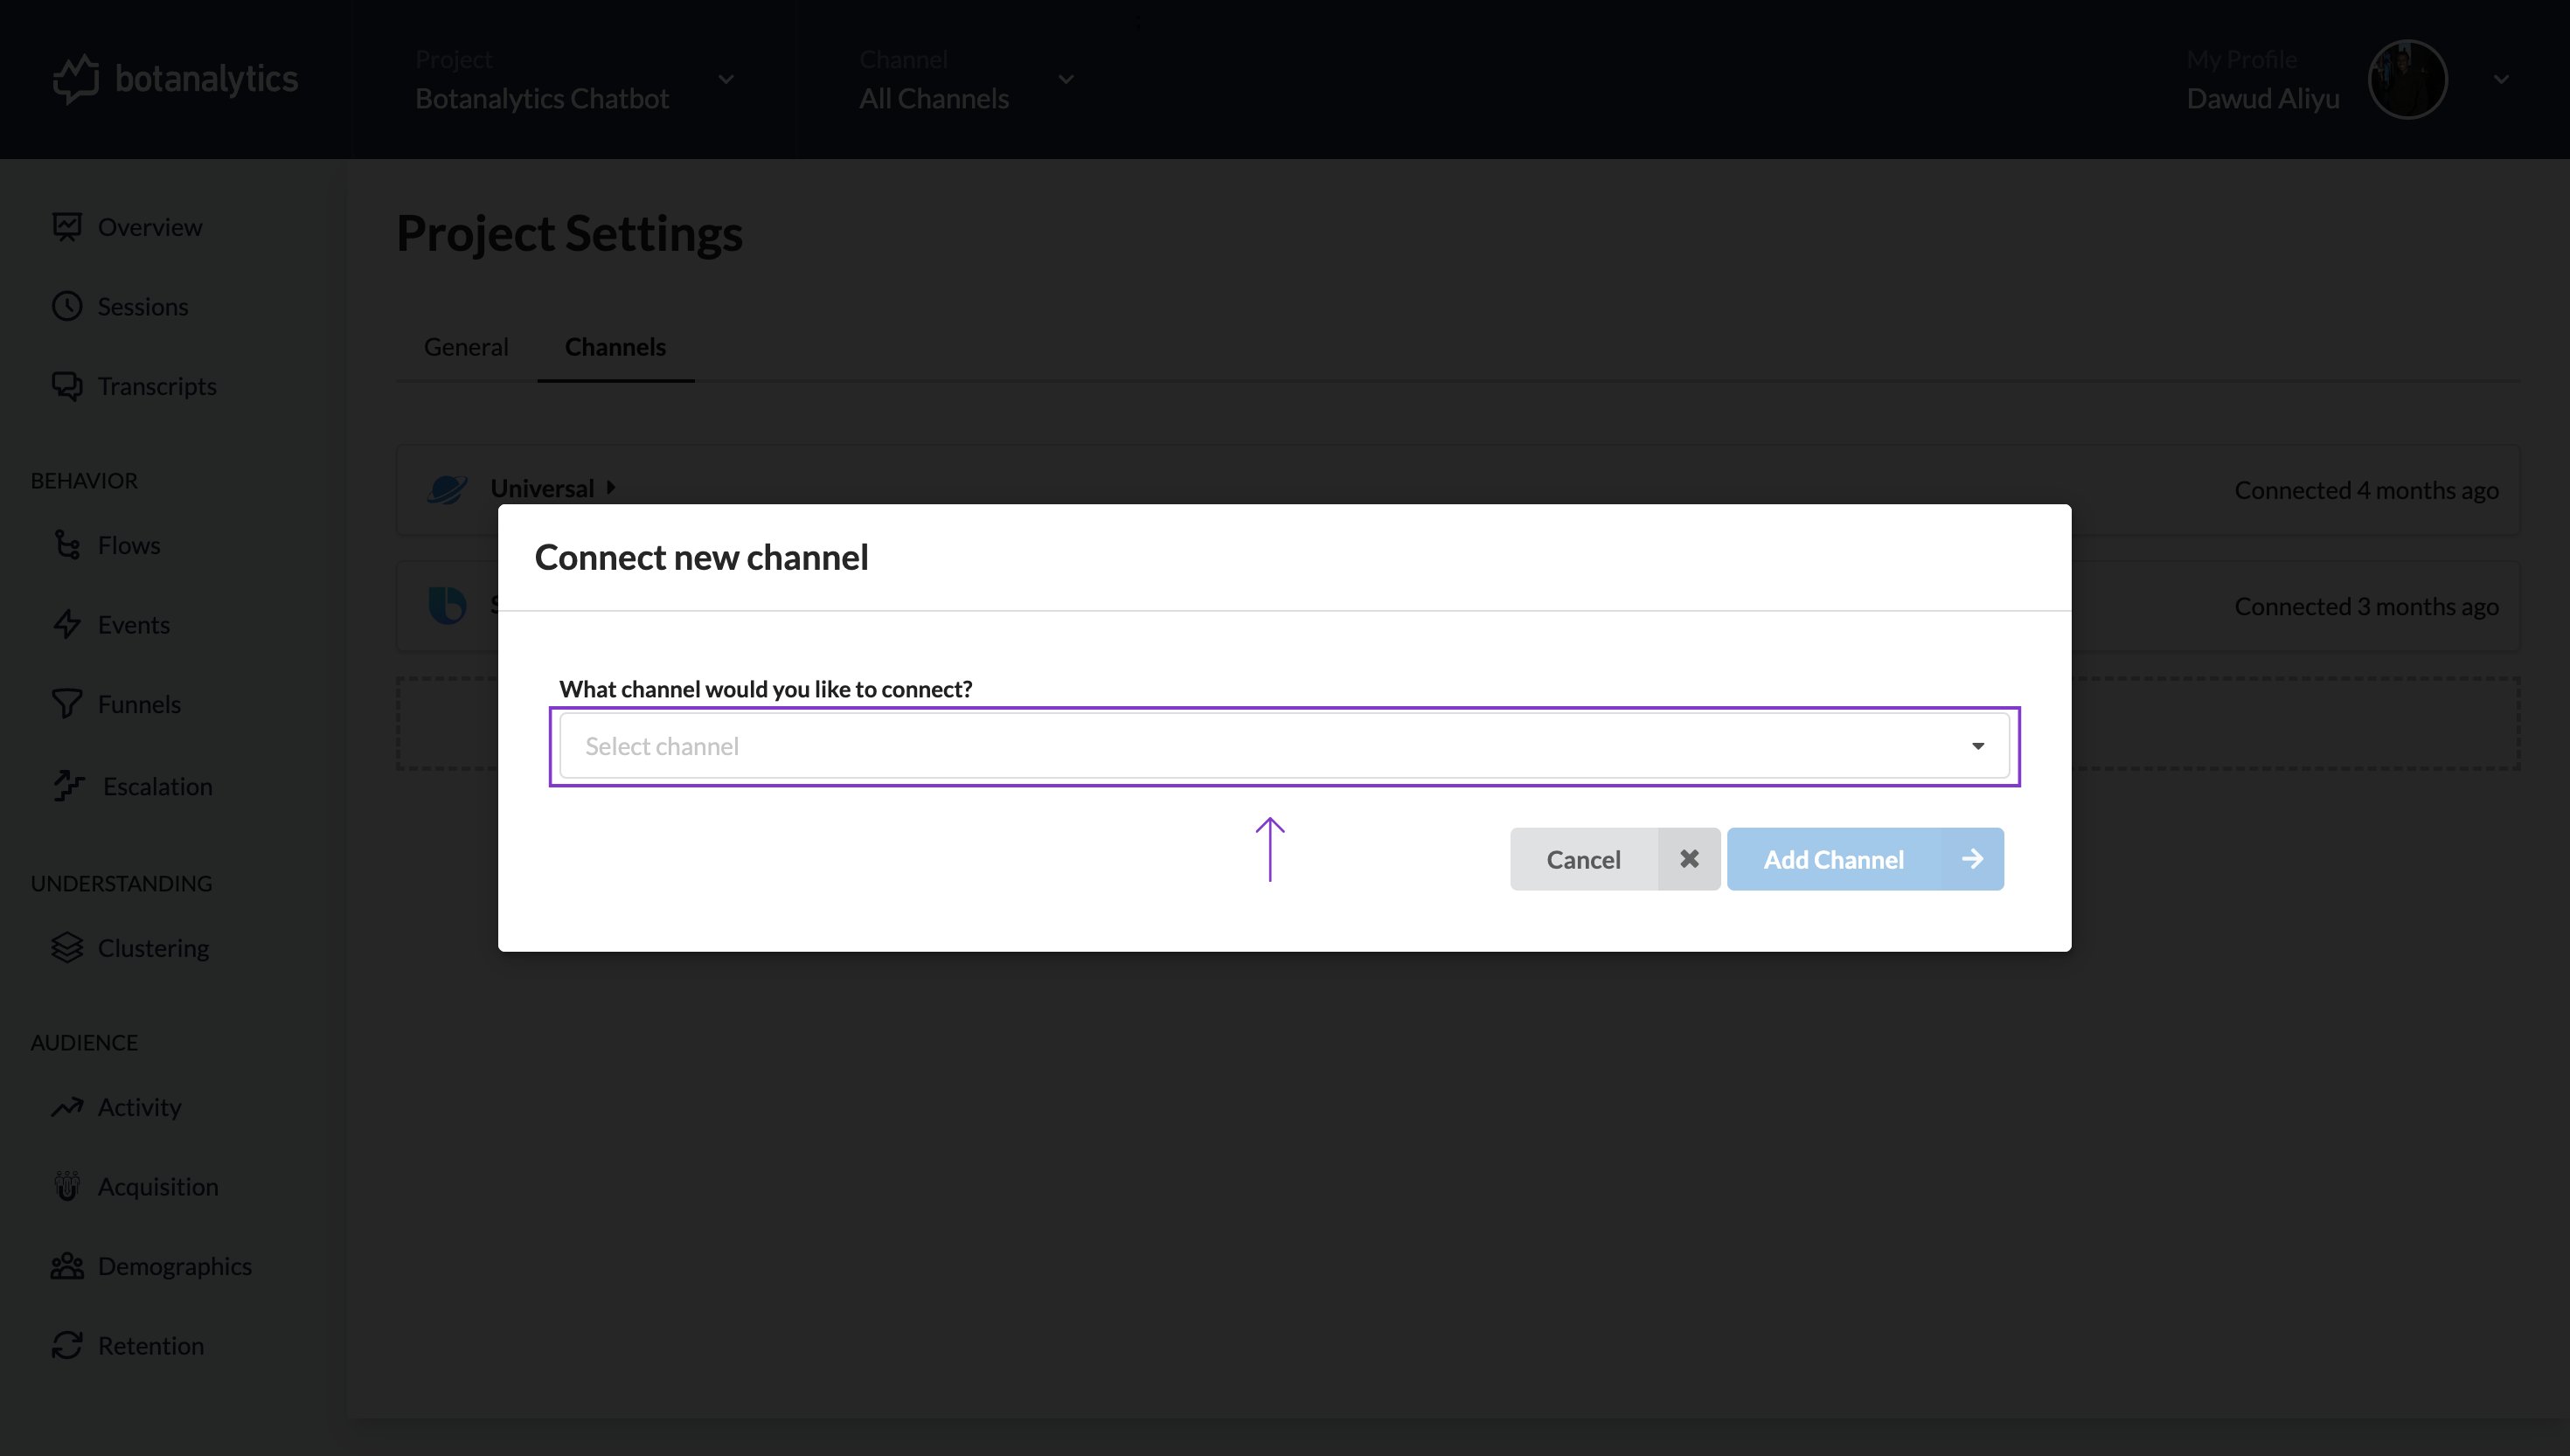 botanalytics
Project
Botanalytics Chatbot
Channel
All Channels
My Profile
Dawud Aliyu
Overview
Sessions
Transcripts
BEHAVIOR
Flows
Events
Funnels
Escalation
UNDERSTANDING
Clustering
AUDIENCE
Activity
Acquisition
Demographics
Retention
Project Settings
General
Channels
Universal
Connected 4 months ago
Connected 3 months ago
Connect new channel
What channel would you like to connect?
Select channel
Cancel
Add Channel